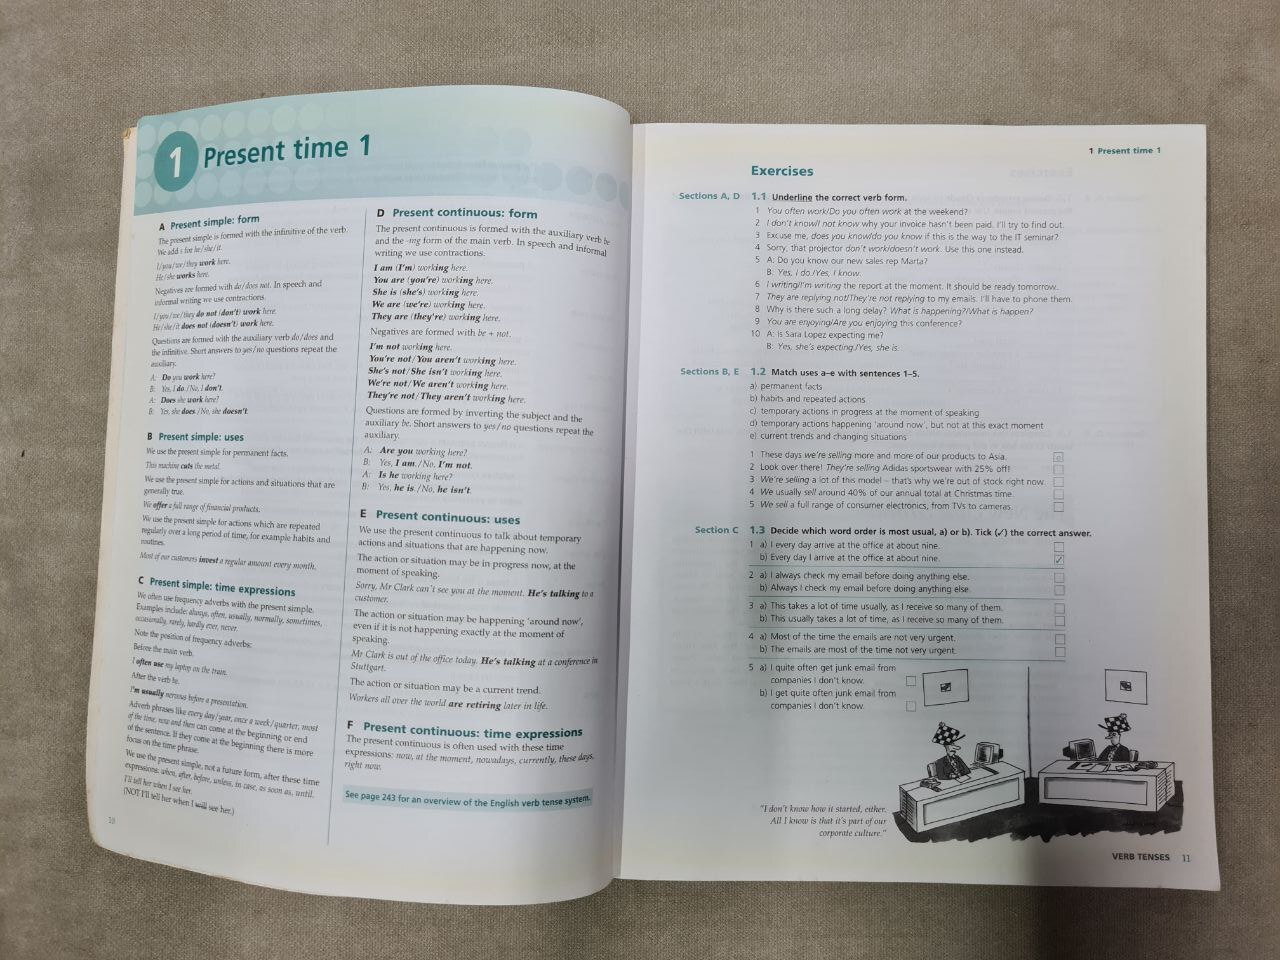 1 Present time 1
A Present simple: form
The present simple is formed with the infinitive of the verb.
We add s for he/she/it.
I/you/we/they work here.
He/she works here.
Negatives are formed with do/does not. In speech and
informal writing we use contractions.
I/you/we/they do not (don't) work here.
He/she/it does not (doesn't) work here.
Questions are formed with the auxiliary verb do/does and
the infinitive. Short answers to yes/no questions repeat the
auxiliary.
A: Do you work here?
B: Yes, I do./No, I don't.
A: Does she work here?
B: Yes, she does./No, she doesn't.
B Present simple: uses
We use the present simple for permanent facts.
This machine cuts the metal.
We use the present simple for actions and situations that are
generally true.
We offer a full range of financial products.
We use the present simple for actions which are repeated
regularly over a long period of time, for example habits and
routines.
Most of our customers invest a regular amount every month.
C Present simple: time expressions
We often use frequency adverbs with the present simple.
Examples include: always, often, usually, normally, sometimes,
occasionally, rarely, hardly ever, never.
Note the position of frequency adverbs:
Before the main verb.
I often use my laptop on the train.
After the verb be.
I'm usually nervous before a presentation.
Adverb phrases like every day/year, once a week/quarter, most
of the time, now and then can come at the beginning or end
of the sentence. If they come at the beginning there is more
focus on the time phrase.
We use the present simple, not a future form, after these time
expressions: when, after, before, unless, in case, as soon as, until.
I'll tell her when I see her.
(NOT I'll tell her when I will see her.)
10
D Present continuous: form
The present continuous is formed with the auxiliary verb be
and the -ing form of the main verb. In speech and informal
writing we use contractions.
I am (I'm) working here.
You are (you're) working here.
She is (she's) working here.
We are (we're) working here.
They are (they're) working here.
Negatives are formed with be + not.
I'm not working here.
You're not/You aren't working here.
She's not/She isn't working here.
We're not/We aren't working here.
They're not/They aren't working here.
Questions are formed by inverting the subject and the
auxiliary be. Short answers to yes/no questions repeat the
auxiliary.
A: Are you working here?
B: Yes, I am./No, I'm not.
A: Is he working here?
B: Yes, he is./No, he isn't.
E Present continuous: uses
We use the present continuous to talk about temporary
actions and situations that are happening now.
The action or situation may be in progress now, at the
moment of speaking.
Sorry, Mr Clark can't see you at the moment. He's talking to a
customer.
The action or situation may be happening 'around now',
even if it is not happening exactly at the moment of
speaking.
Mr Clark is out of the office today. He's talking at a conference in
Stuttgart.
The action or situation may be a current trend.
Workers all over the world are retiring later in life.
F Present continuous: time expressions
The present continuous is often used with these time
expressions: now, at the moment, nowadays, currently, these days,
right now.
See page 243 for an overview of the English verb tense system.
1 Present time 1
Exercises
Sections A, D 1.1 Underline the correct verb form.
1 You often work/Do you often work at the weekend?
2 I don't know/I not know why your invoice hasn't been paid. I'll try to find out.
3 Excuse me, does you know/do you know if this is the way to the IT seminar?
4 Sorry, that projector don't work/doesn't work. Use this one instead.
5 A: Do you know our new sales rep Marta?
B: Yes, I do./Yes, I know.
6 I writing/I'm writing the report at the moment. It should be ready tomorrow.
7 They are replying not/They're not replying to my emails. I'll have to phone them.
8 Why is there such a long delay? What is happening?/What is happen?
9 You are enjoying/Are you enjoying this conference?
10 A: Is Sara Lopez expecting me?
B: Yes, she's expecting./Yes, she is.
Sections B, E 1.2 Match uses a–e with sentences 1–5.
a) permanent facts
b) habits and repeated actions
c) temporary actions in progress at the moment of speaking
d) temporary actions happening 'around now', but not at this exact moment
e) current trends and changing situations
1 These days we're selling more and more of our products to Asia. e
2 Look over there! They're selling Adidas sportswear with 25% off!
3 We're selling a lot of this model – that's why we're out of stock right now.
4 We usually sell around 40% of our annual total at Christmas time.
5 We sell a full range of consumer electronics, from TVs to cameras.
Section C 1.3 Decide which word order is most usual, a) or b). Tick (✓) the correct answer.
1 a) I every day arrive at the office at about nine.
b) Every day I arrive at the office at about nine. ✓
2 a) I always check my email before doing anything else.
b) Always I check my email before doing anything else.
3 a) This takes a lot of time usually, as I receive so many of them.
b) This usually takes a lot of time, as I receive so many of them.
4 a) Most of the time the emails are not very urgent.
b) The emails are most of the time not very urgent.
5 a) I quite often get junk email from
companies I don't know.
b) I get quite often junk email from
companies I don't know.
"I don't know how it started, either.
All I know is that it's part of our
corporate culture."
VERB TENSES 11